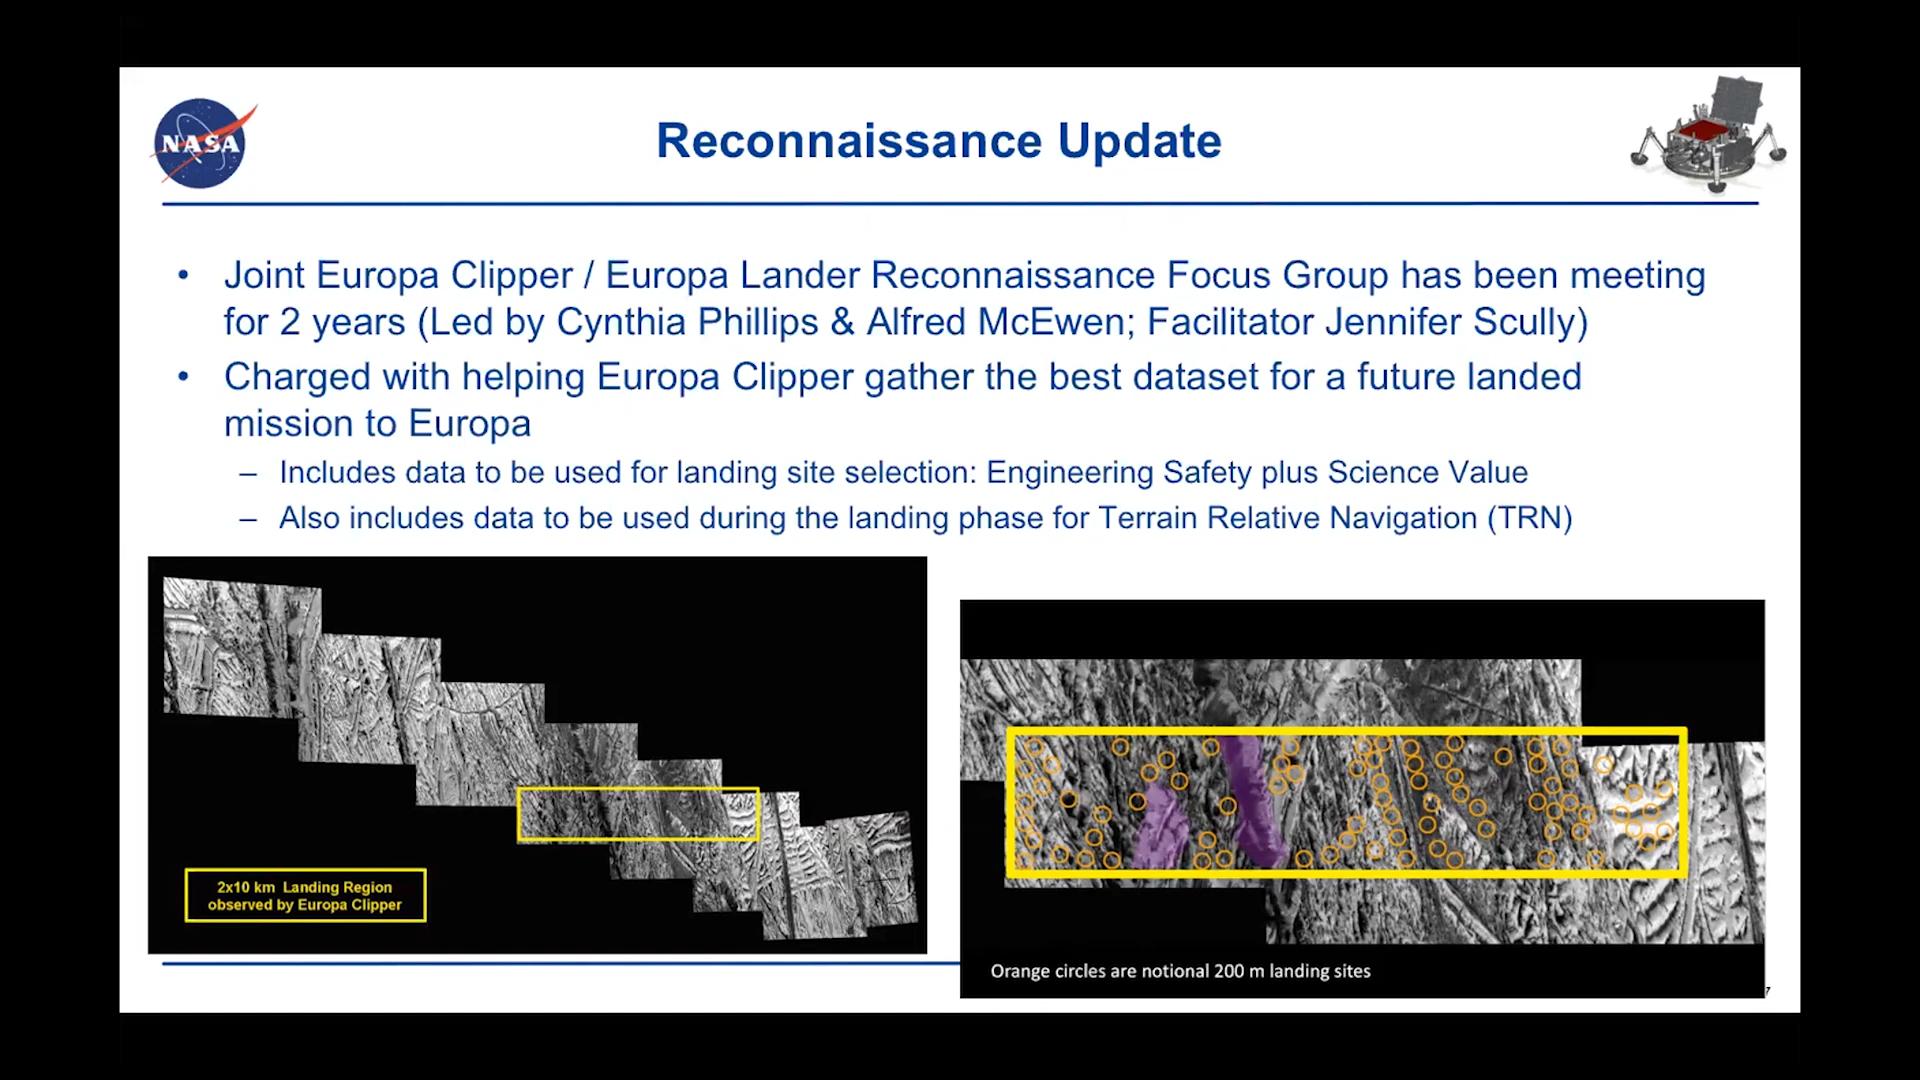 NASA
Reconnaissance Update
• Joint Europa Clipper / Europa Lander Reconnaissance Focus Group has been meeting
for 2 years (Led by Cynthia Phillips & Alfred McEwen; Facilitator Jennifer Scully)
• Charged with helping Europa Clipper gather the best dataset for a future landed
mission to Europa
– Includes data to be used for landing site selection: Engineering Safety plus Science Value
– Also includes data to be used during the landing phase for Terrain Relative Navigation (TRN)
2x10 km Landing Region
observed by Europa Clipper
Orange circles are notional 200 m landing sites
7